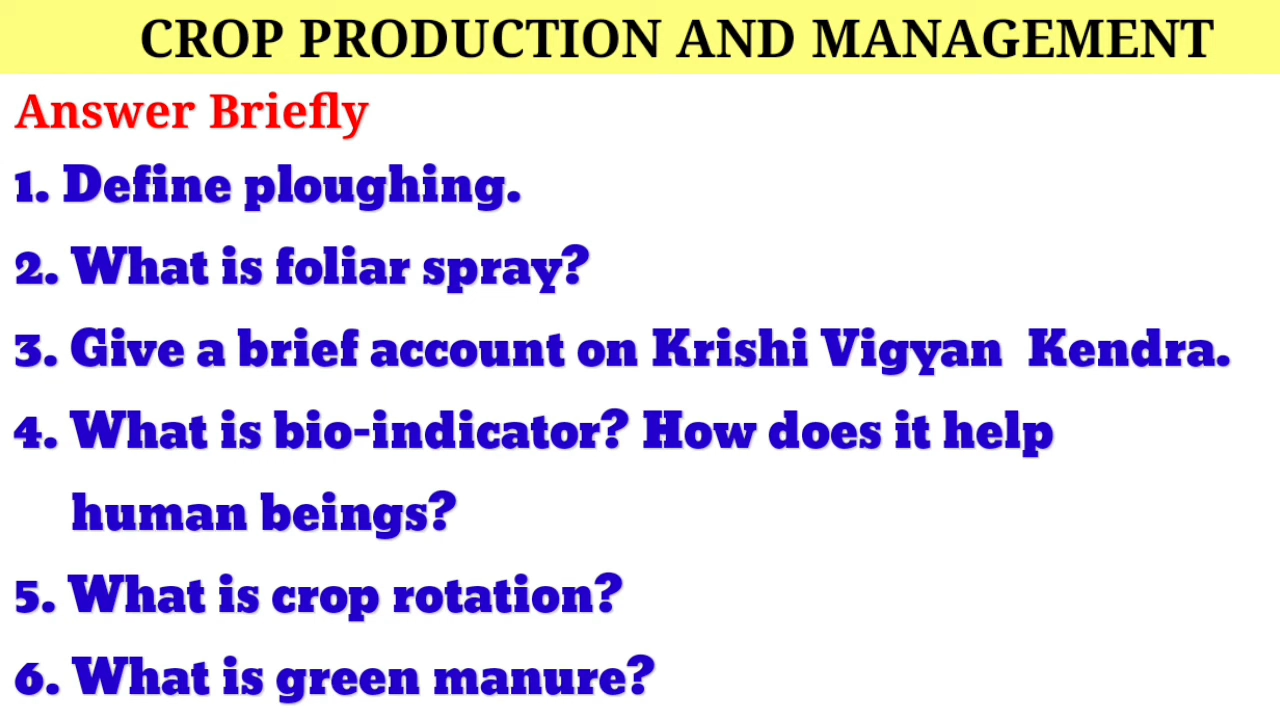 CROP PRODUCTION AND MANAGEMENT
Answer Briefly
1. Define ploughing.
2. What is foliar spray?
3. Give a brief account on Krishi Vigyan Kendra.
4. What is bio-indicator? How does it help
human beings?
5. What is crop rotation?
6. What is green manure?